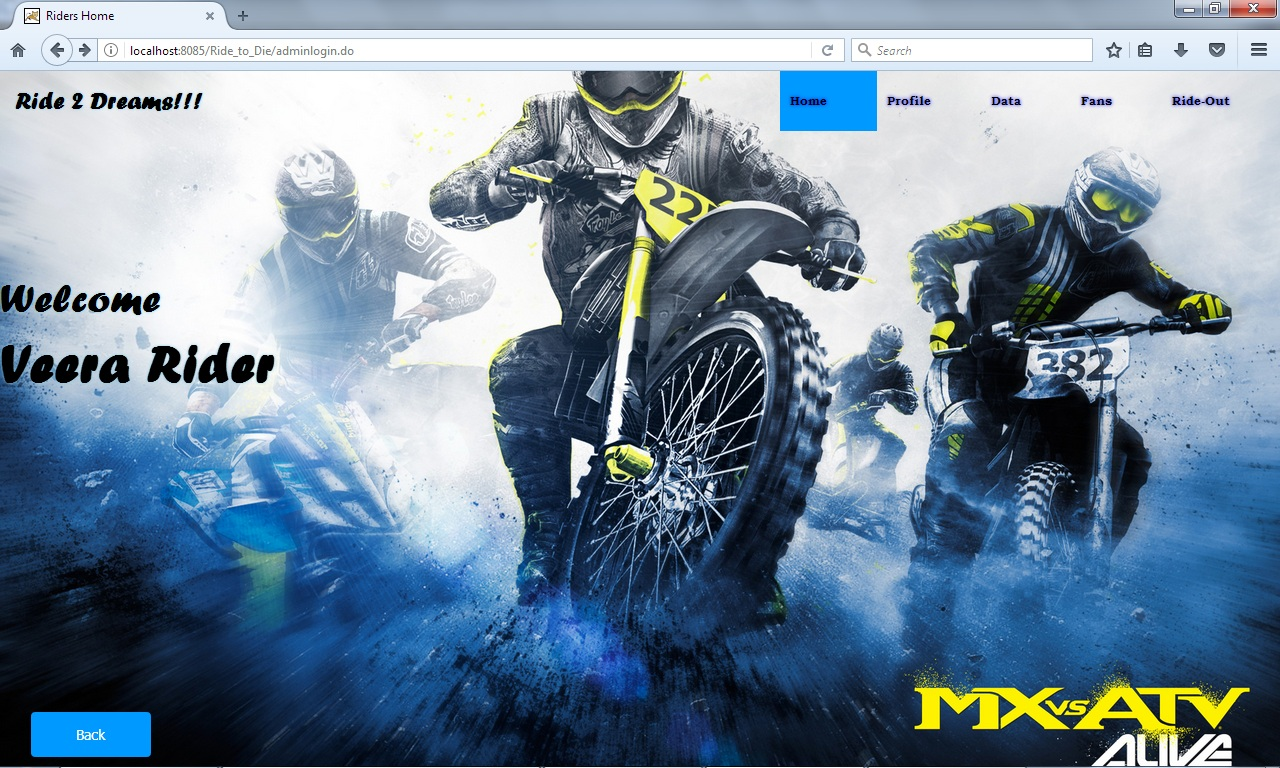 Riders Home
localhost:8085/Ride_to_Die/adminlogin.do
Search
Ride 2 Dreams!!!
Home Profile Data Fans Ride-Out
22
382
Welcome
Veera Rider
MX vs ATV
ALIVE
Back